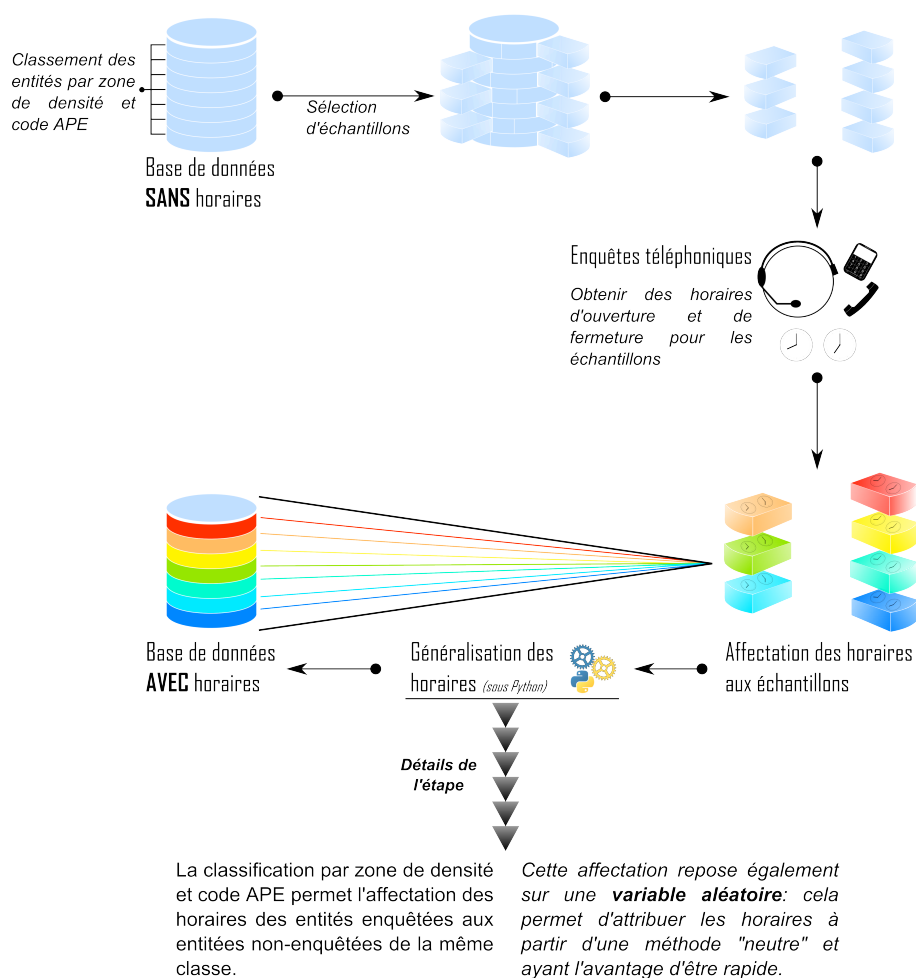 Classement des
entités par zone
de densité et
code APE
Sélection
d'échantillons
Base de données
SANS horaires
Enquêtes téléphoniques
Obtenir des horaires
d'ouverture et de
fermeture pour les
échantillons
Base de données
AVEC horaires
Généralisation des
horaires (sous Python)
Affectation des horaires
aux échantillons
Détails de
l'étape
La classification par zone de densité
et code APE permet l'affectation des
horaires des entités enquêtées aux
entitées non-enquêtées de la même
classe.
Cette affectation repose également
sur une variable aléatoire: cela
permet d'attribuer les horaires à
partir d'une méthode "neutre" et
ayant l'avantage d'être rapide.